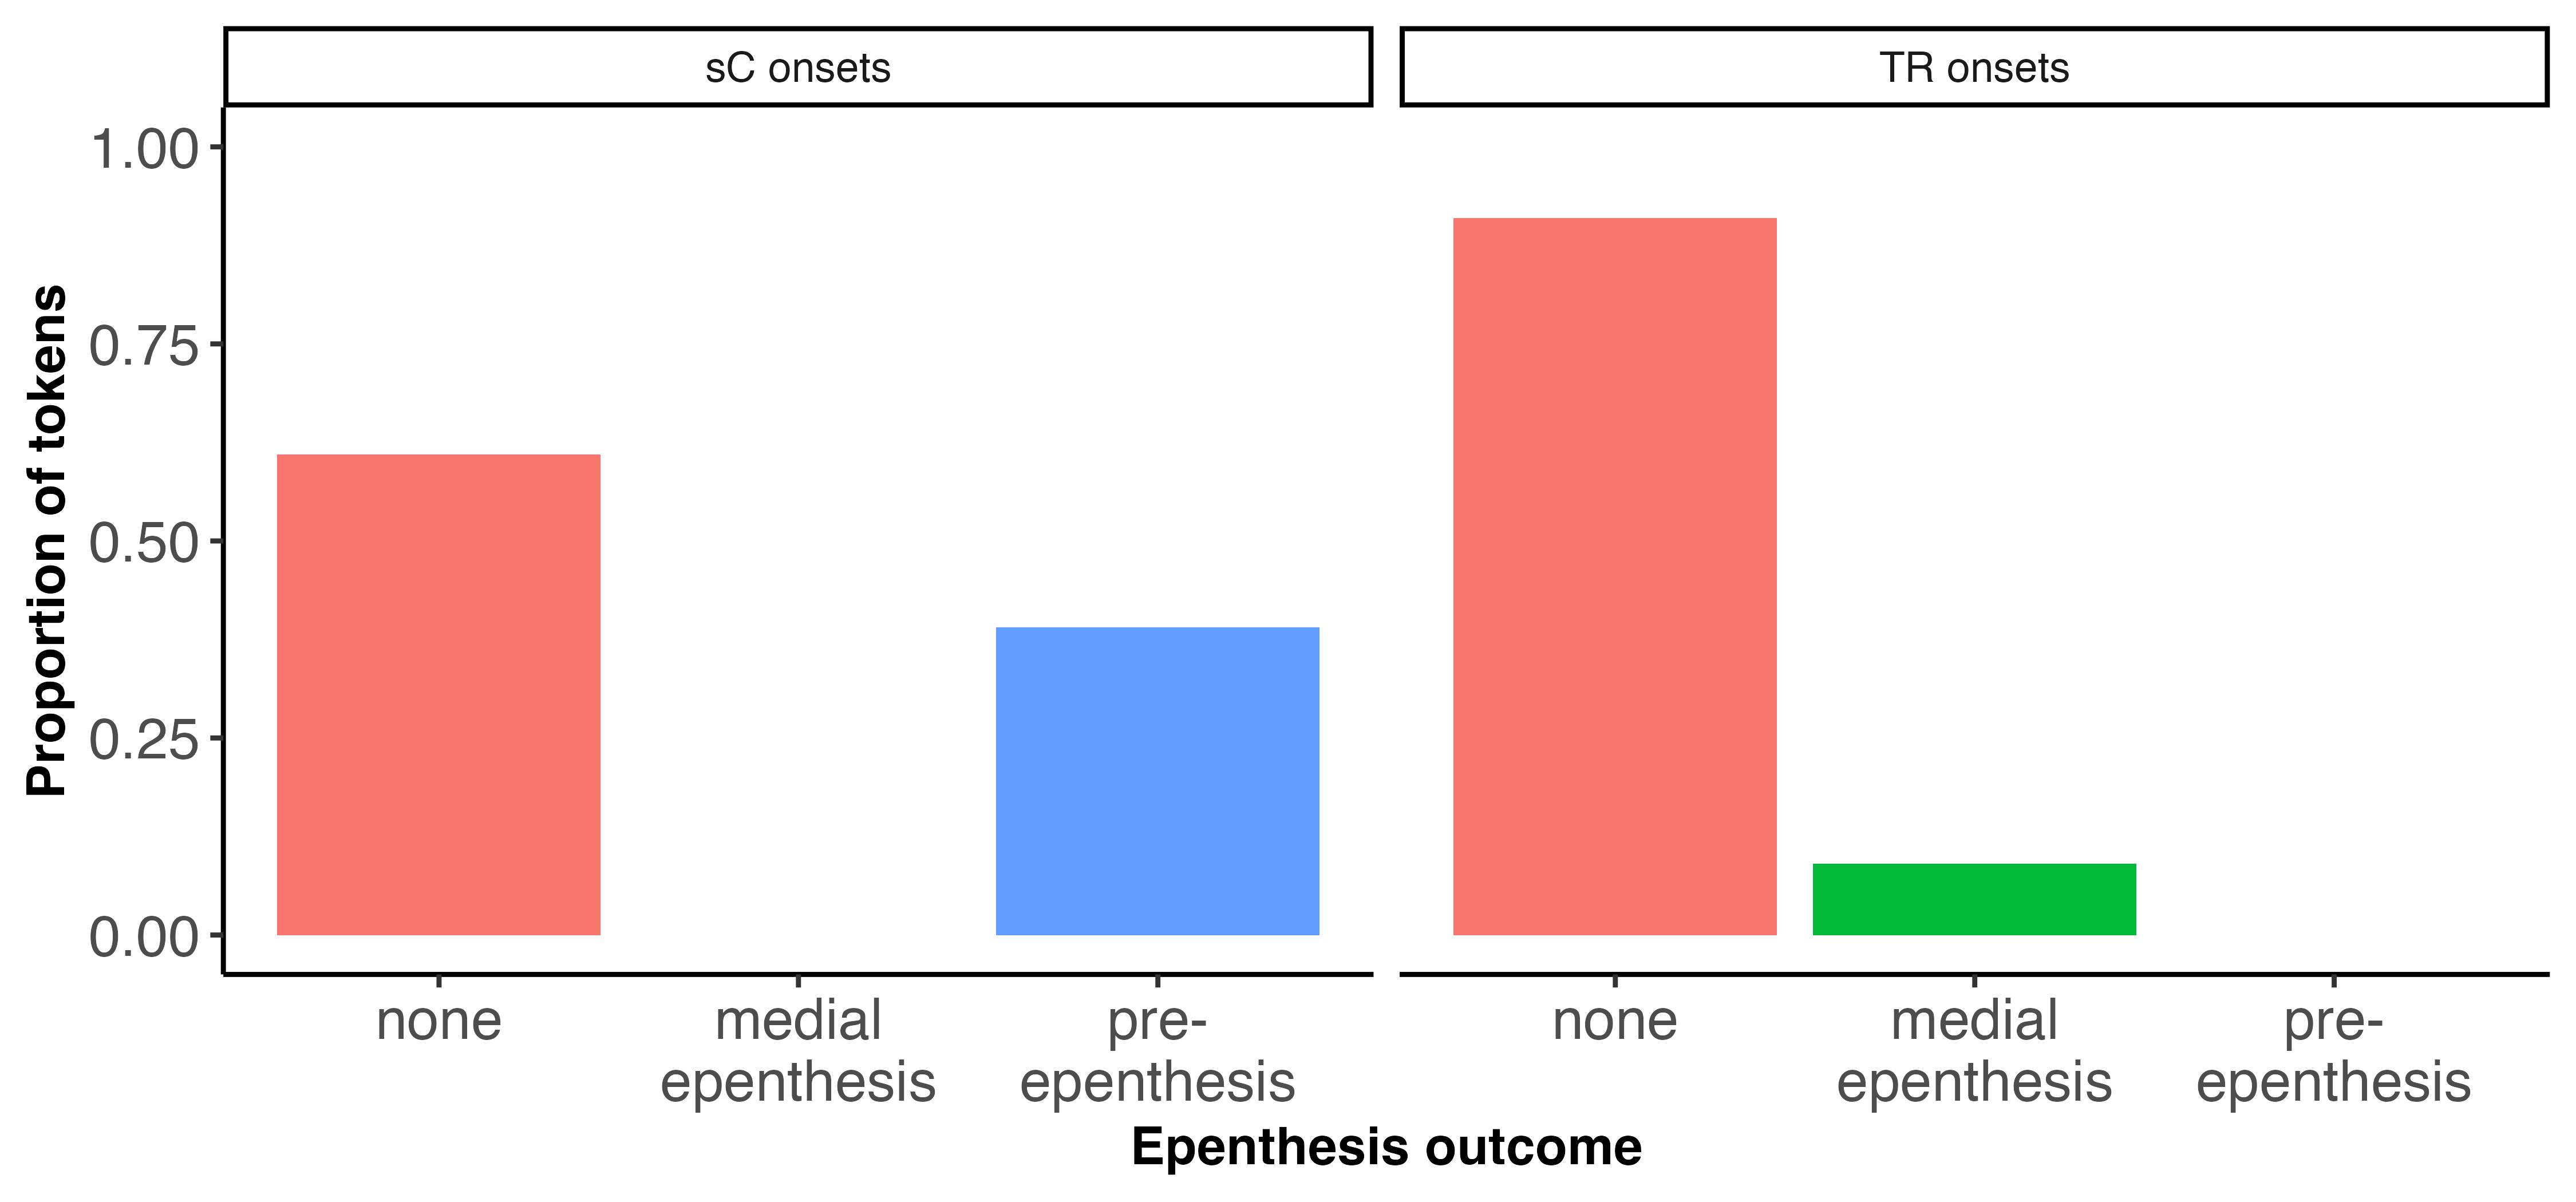 sC onsets
TR onsets
Proportion of tokens
1.00
0.75
0.50
0.25
0.00
none
medial
epenthesis
pre-
epenthesis
none
medial
epenthesis
pre-
epenthesis
Epenthesis outcome